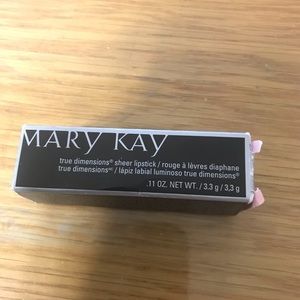 MARY KAY
true dimensions® sheer lipstick / rouge à lèvres diaphane
true dimensionsMC / lápiz labial luminoso true dimensions®
.11 OZ. NET WT. / 3.3 g / 3,3 g